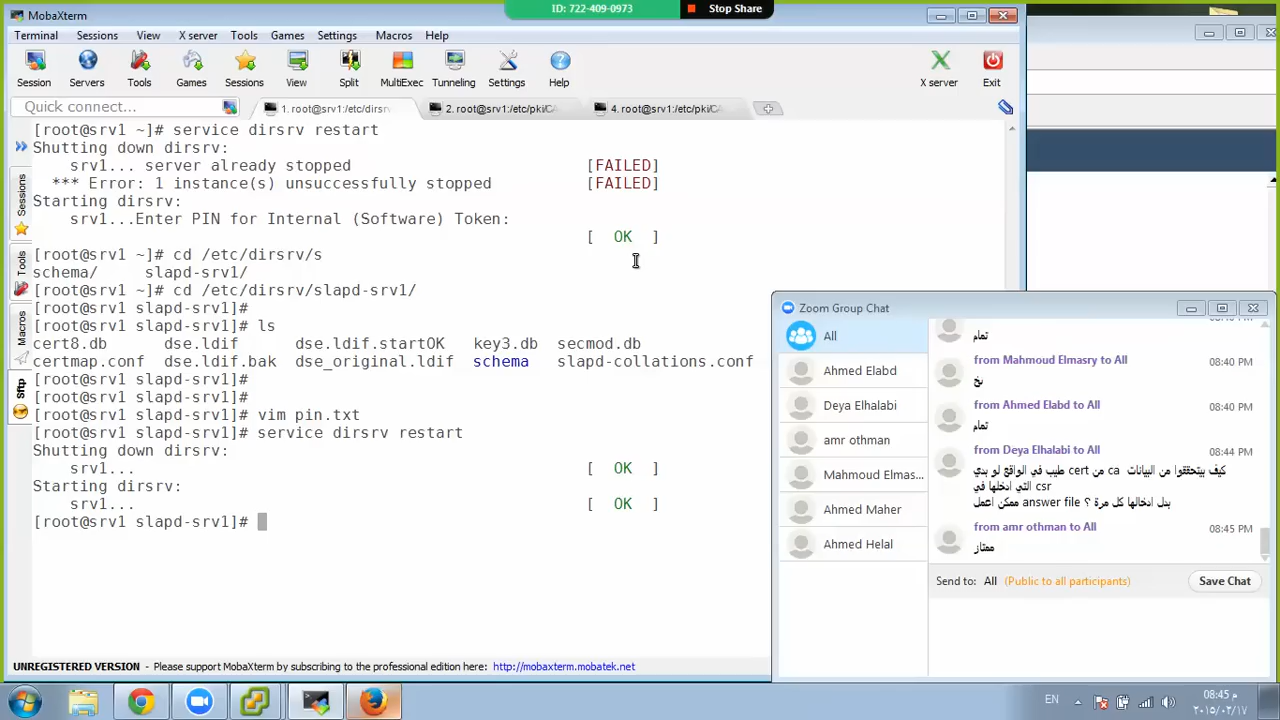 ID: 722-409-0973
Stop Share
MobaXterm
Terminal Sessions View X server Tools Games Settings Macros Help
Session Servers Tools Games Sessions View Split MultiExec Tunneling Settings Help X server Exit
Quick connect...
1. root@srv1:/etc/dirsr
2. root@srv1:/etc/pki/CA
4. root@srv1:/etc/pki/CA
Sessions
Tools
Macros
Sftp
[root@srv1 ~]# service dirsrv restart
Shutting down dirsrv:
srv1... server already stopped [FAILED]
*** Error: 1 instance(s) unsuccessfully stopped [FAILED]
Starting dirsrv:
srv1...Enter PIN for Internal (Software) Token:
[ OK ]
[root@srv1 ~]# cd /etc/dirsrv/s
schema/ slapd-srv1/
[root@srv1 ~]# cd /etc/dirsrv/slapd-srv1/
[root@srv1 slapd-srv1]#
[root@srv1 slapd-srv1]# ls
cert8.db dse.ldif dse.ldif.startOK key3.db secmod.db
certmap.conf dse.ldif.bak dse_original.ldif schema slapd-collations.conf
[root@srv1 slapd-srv1]#
[root@srv1 slapd-srv1]#
[root@srv1 slapd-srv1]# vim pin.txt
[root@srv1 slapd-srv1]# service dirsrv restart
Shutting down dirsrv:
srv1... [ OK ]
Starting dirsrv:
srv1... [ OK ]
[root@srv1 slapd-srv1]#
UNREGISTERED VERSION - Please support MobaXterm by subscribing to the professional edition here: http://mobaxterm.mobatek.net
Zoom Group Chat
All
Ahmed Elabd
Deya Elhalabi
amr othman
Mahmoud Elmas...
Ahmed Maher
Ahmed Helal
تمام
from Mahmoud Elmasry to All 08:40 PM
from Ahmed Elabd to All 08:40 PM
تمام
from Deya Elhalabi to All 08:44 PM
كيف بيتحققوا من البيانات ca من cert طيب في الواقع لو بدي
csr التي ادخلها في
بدل ادخالها كل مرة ؟ answer file ممكن اعمل
from amr othman to All 08:45 PM
ممتاز
Send to: All (Public to all participants) Save Chat
EN
08:45 م
٢٠١٥/٠٢/١٧